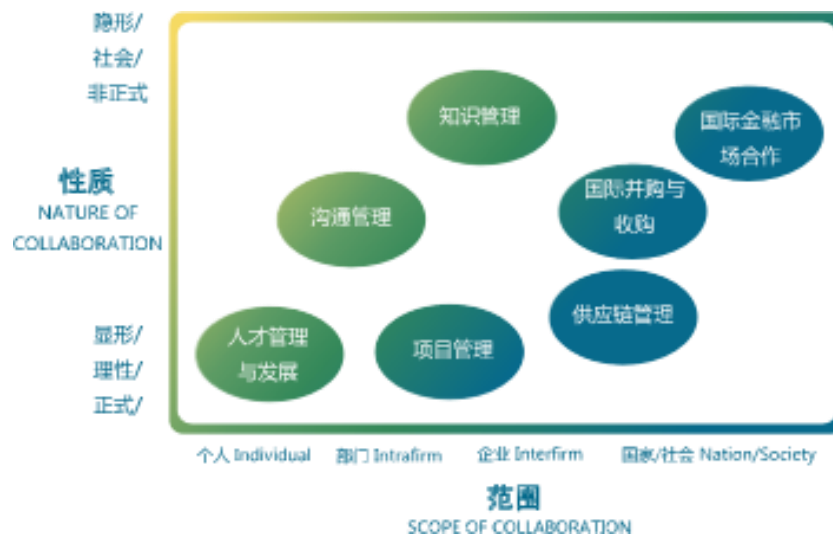 隐形/
社会/
非正式
性质
NATURE OF
COLLABORATION
显形/
理性/
正式/
知识管理
国际金融市
场合作
沟通管理
国际并购与
收购
供应链管理
人才管理
与发展
项目管理
个人 Individual
部门 Intrafirm
企业 Interfirm
国家/社会 Nation/Society
范围
SCOPE OF COLLABORATION